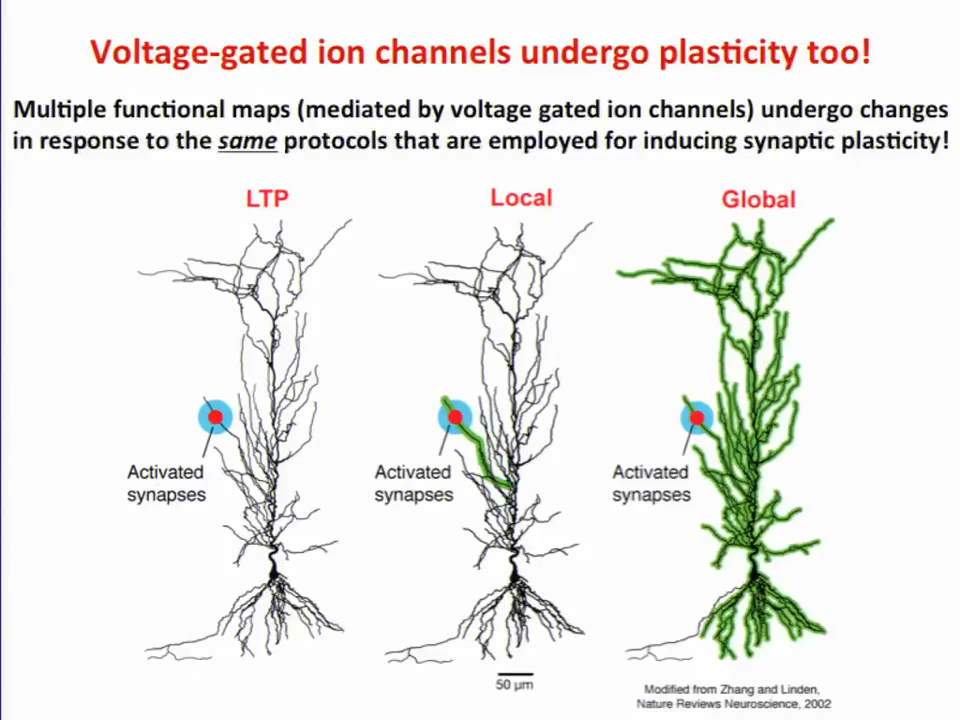 Voltage-gated ion channels undergo plasticity too!
Multiple functional maps (mediated by voltage gated ion channels) undergo changes
in response to the same protocols that are employed for inducing synaptic plasticity!
LTP
Local
Global
Activated
synapses
Activated
synapses
Activated
synapses
50 µm
Modified from Zhang and Linden,
Nature Reviews Neuroscience, 2002